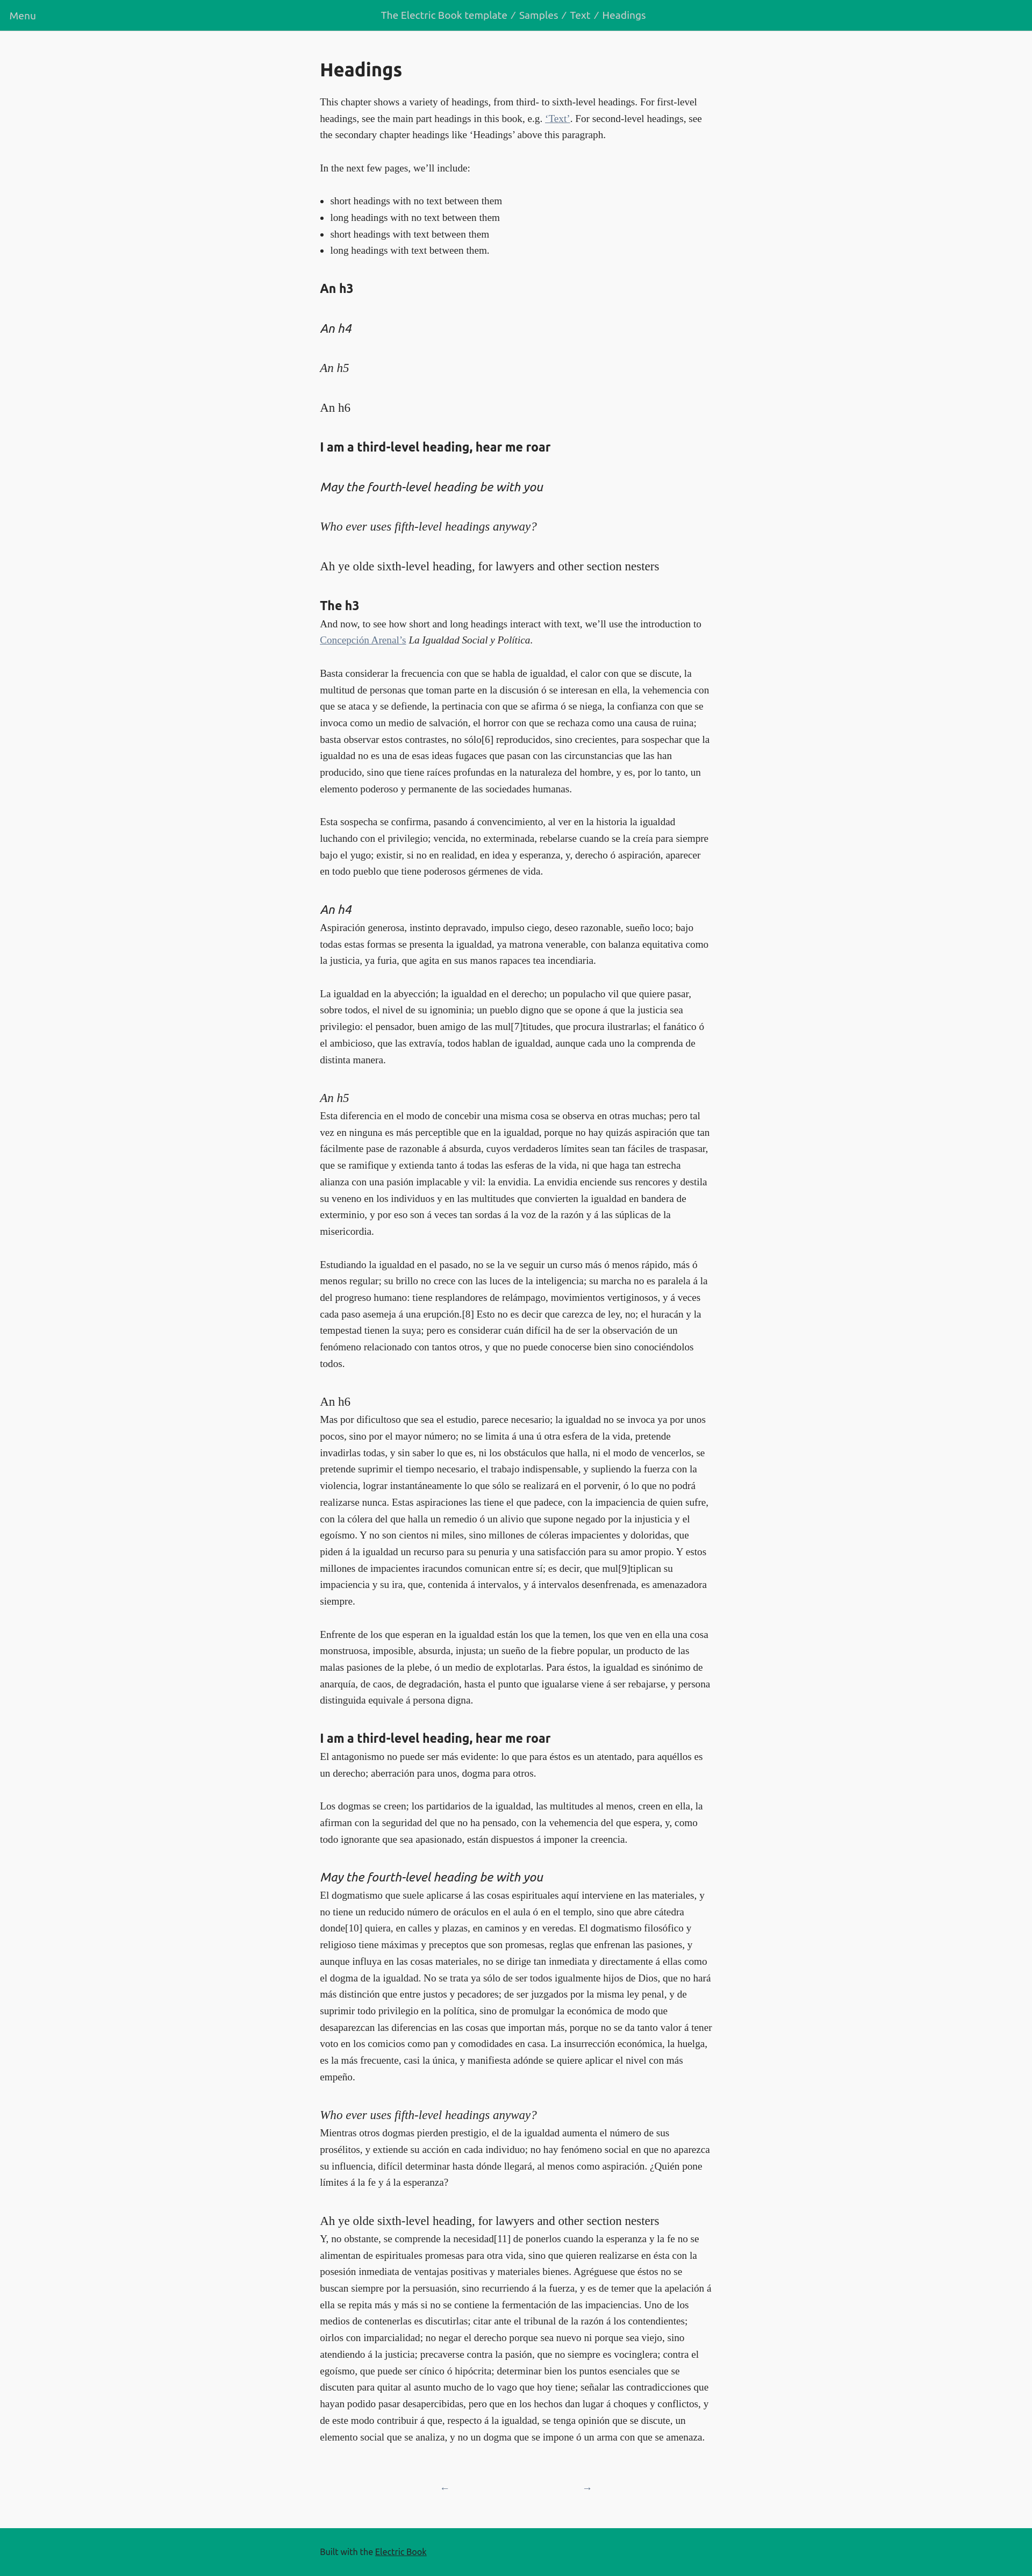 Menu
The Electric Book template / Samples / Text / Headings
Headings
This chapter shows a variety of headings, from third- to sixth-level headings. For first-level
headings, see the main part headings in this book, e.g. ‘Text’. For second-level headings, see
the secondary chapter headings like ‘Headings’ above this paragraph.
In the next few pages, we’ll include:
• short headings with no text between them
• long headings with no text between them
• short headings with text between them
• long headings with text between them.
An h3
An h4
An h5
An h6
I am a third-level heading, hear me roar
May the fourth-level heading be with you
Who ever uses fifth-level headings anyway?
Ah ye olde sixth-level heading, for lawyers and other section nesters
The h3
And now, to see how short and long headings interact with text, we’ll use the introduction to
Concepción Arenal’s La Igualdad Social y Política.
Basta considerar la frecuencia con que se habla de igualdad, el calor con que se discute, la
multitud de personas que toman parte en la discusión ó se interesan en ella, la vehemencia con
que se ataca y se defiende, la pertinacia con que se afirma ó se niega, la confianza con que se
invoca como un medio de salvación, el horror con que se rechaza como una causa de ruina;
basta observar estos contrastes, no sólo[6] reproducidos, sino crecientes, para sospechar que la
igualdad no es una de esas ideas fugaces que pasan con las circunstancias que las han
producido, sino que tiene raíces profundas en la naturaleza del hombre, y es, por lo tanto, un
elemento poderoso y permanente de las sociedades humanas.
Esta sospecha se confirma, pasando á convencimiento, al ver en la historia la igualdad
luchando con el privilegio; vencida, no exterminada, rebelarse cuando se la creía para siempre
bajo el yugo; existir, si no en realidad, en idea y esperanza, y, derecho ó aspiración, aparecer
en todo pueblo que tiene poderosos gérmenes de vida.
An h4
Aspiración generosa, instinto depravado, impulso ciego, deseo razonable, sueño loco; bajo
todas estas formas se presenta la igualdad, ya matrona venerable, con balanza equitativa como
la justicia, ya furia, que agita en sus manos rapaces tea incendiaria.
La igualdad en la abyección; la igualdad en el derecho; un populacho vil que quiere pasar,
sobre todos, el nivel de su ignominia; un pueblo digno que se opone á que la justicia sea
privilegio: el pensador, buen amigo de las mul[7]titudes, que procura ilustrarlas; el fanático ó
el ambicioso, que las extravía, todos hablan de igualdad, aunque cada uno la comprenda de
distinta manera.
An h5
Esta diferencia en el modo de concebir una misma cosa se observa en otras muchas; pero tal
vez en ninguna es más perceptible que en la igualdad, porque no hay quizás aspiración que tan
fácilmente pase de razonable á absurda, cuyos verdaderos límites sean tan fáciles de traspasar,
que se ramifique y extienda tanto á todas las esferas de la vida, ni que haga tan estrecha
alianza con una pasión implacable y vil: la envidia. La envidia enciende sus rencores y destila
su veneno en los individuos y en las multitudes que convierten la igualdad en bandera de
exterminio, y por eso son á veces tan sordas á la voz de la razón y á las súplicas de la
misericordia.
Estudiando la igualdad en el pasado, no se la ve seguir un curso más ó menos rápido, más ó
menos regular; su brillo no crece con las luces de la inteligencia; su marcha no es paralela á la
del progreso humano: tiene resplandores de relámpago, movimientos vertiginosos, y á veces
cada paso asemeja á una erupción.[8] Esto no es decir que carezca de ley, no; el huracán y la
tempestad tienen la suya; pero es considerar cuán difícil ha de ser la observación de un
fenómeno relacionado con tantos otros, y que no puede conocerse bien sino conociéndolos
todos.
An h6
Mas por dificultoso que sea el estudio, parece necesario; la igualdad no se invoca ya por unos
pocos, sino por el mayor número; no se limita á una ú otra esfera de la vida, pretende
invadirlas todas, y sin saber lo que es, ni los obstáculos que halla, ni el modo de vencerlos, se
pretende suprimir el tiempo necesario, el trabajo indispensable, y supliendo la fuerza con la
violencia, lograr instantáneamente lo que sólo se realizará en el porvenir, ó lo que no podrá
realizarse nunca. Estas aspiraciones las tiene el que padece, con la impaciencia de quien sufre,
con la cólera del que halla un remedio ó un alivio que supone negado por la injusticia y el
egoísmo. Y no son cientos ni miles, sino millones de cóleras impacientes y doloridas, que
piden á la igualdad un recurso para su penuria y una satisfacción para su amor propio. Y estos
millones de impacientes iracundos comunican entre sí; es decir, que mul[9]tiplican su
impaciencia y su ira, que, contenida á intervalos, y á intervalos desenfrenada, es amenazadora
siempre.
Enfrente de los que esperan en la igualdad están los que la temen, los que ven en ella una cosa
monstruosa, imposible, absurda, injusta; un sueño de la fiebre popular, un producto de las
malas pasiones de la plebe, ó un medio de explotarlas. Para éstos, la igualdad es sinónimo de
anarquía, de caos, de degradación, hasta el punto que igualarse viene á ser rebajarse, y persona
distinguida equivale á persona digna.
I am a third-level heading, hear me roar
El antagonismo no puede ser más evidente: lo que para éstos es un atentado, para aquéllos es
un derecho; aberración para unos, dogma para otros.
Los dogmas se creen; los partidarios de la igualdad, las multitudes al menos, creen en ella, la
afirman con la seguridad del que no ha pensado, con la vehemencia del que espera, y, como
todo ignorante que sea apasionado, están dispuestos á imponer la creencia.
May the fourth-level heading be with you
El dogmatismo que suele aplicarse á las cosas espirituales aquí interviene en las materiales, y
no tiene un reducido número de oráculos en el aula ó en el templo, sino que abre cátedra
donde[10] quiera, en calles y plazas, en caminos y en veredas. El dogmatismo filosófico y
religioso tiene máximas y preceptos que son promesas, reglas que enfrenan las pasiones, y
aunque influya en las cosas materiales, no se dirige tan inmediata y directamente á ellas como
el dogma de la igualdad. No se trata ya sólo de ser todos igualmente hijos de Dios, que no hará
más distinción que entre justos y pecadores; de ser juzgados por la misma ley penal, y de
suprimir todo privilegio en la política, sino de promulgar la económica de modo que
desaparezcan las diferencias en las cosas que importan más, porque no se da tanto valor á tener
voto en los comicios como pan y comodidades en casa. La insurrección económica, la huelga,
es la más frecuente, casi la única, y manifiesta adónde se quiere aplicar el nivel con más
empeño.
Who ever uses fifth-level headings anyway?
Mientras otros dogmas pierden prestigio, el de la igualdad aumenta el número de sus
prosélitos, y extiende su acción en cada individuo; no hay fenómeno social en que no aparezca
su influencia, difícil determinar hasta dónde llegará, al menos como aspiración. ¿Quién pone
límites á la fe y á la esperanza?
Ah ye olde sixth-level heading, for lawyers and other section nesters
Y, no obstante, se comprende la necesidad[11] de ponerlos cuando la esperanza y la fe no se
alimentan de espirituales promesas para otra vida, sino que quieren realizarse en ésta con la
posesión inmediata de ventajas positivas y materiales bienes. Agréguese que éstos no se
buscan siempre por la persuasión, sino recurriendo á la fuerza, y es de temer que la apelación á
ella se repita más y más si no se contiene la fermentación de las impaciencias. Uno de los
medios de contenerlas es discutirlas; citar ante el tribunal de la razón á los contendientes;
oirlos con imparcialidad; no negar el derecho porque sea nuevo ni porque sea viejo, sino
atendiendo á la justicia; precaverse contra la pasión, que no siempre es vocinglera; contra el
egoísmo, que puede ser cínico ó hipócrita; determinar bien los puntos esenciales que se
discuten para quitar al asunto mucho de lo vago que hoy tiene; señalar las contradicciones que
hayan podido pasar desapercibidas, pero que en los hechos dan lugar á choques y conflictos, y
de este modo contribuir á que, respecto á la igualdad, se tenga opinión que se discute, un
elemento social que se analiza, y no un dogma que se impone ó un arma con que se amenaza.
← →
Built with the Electric Book